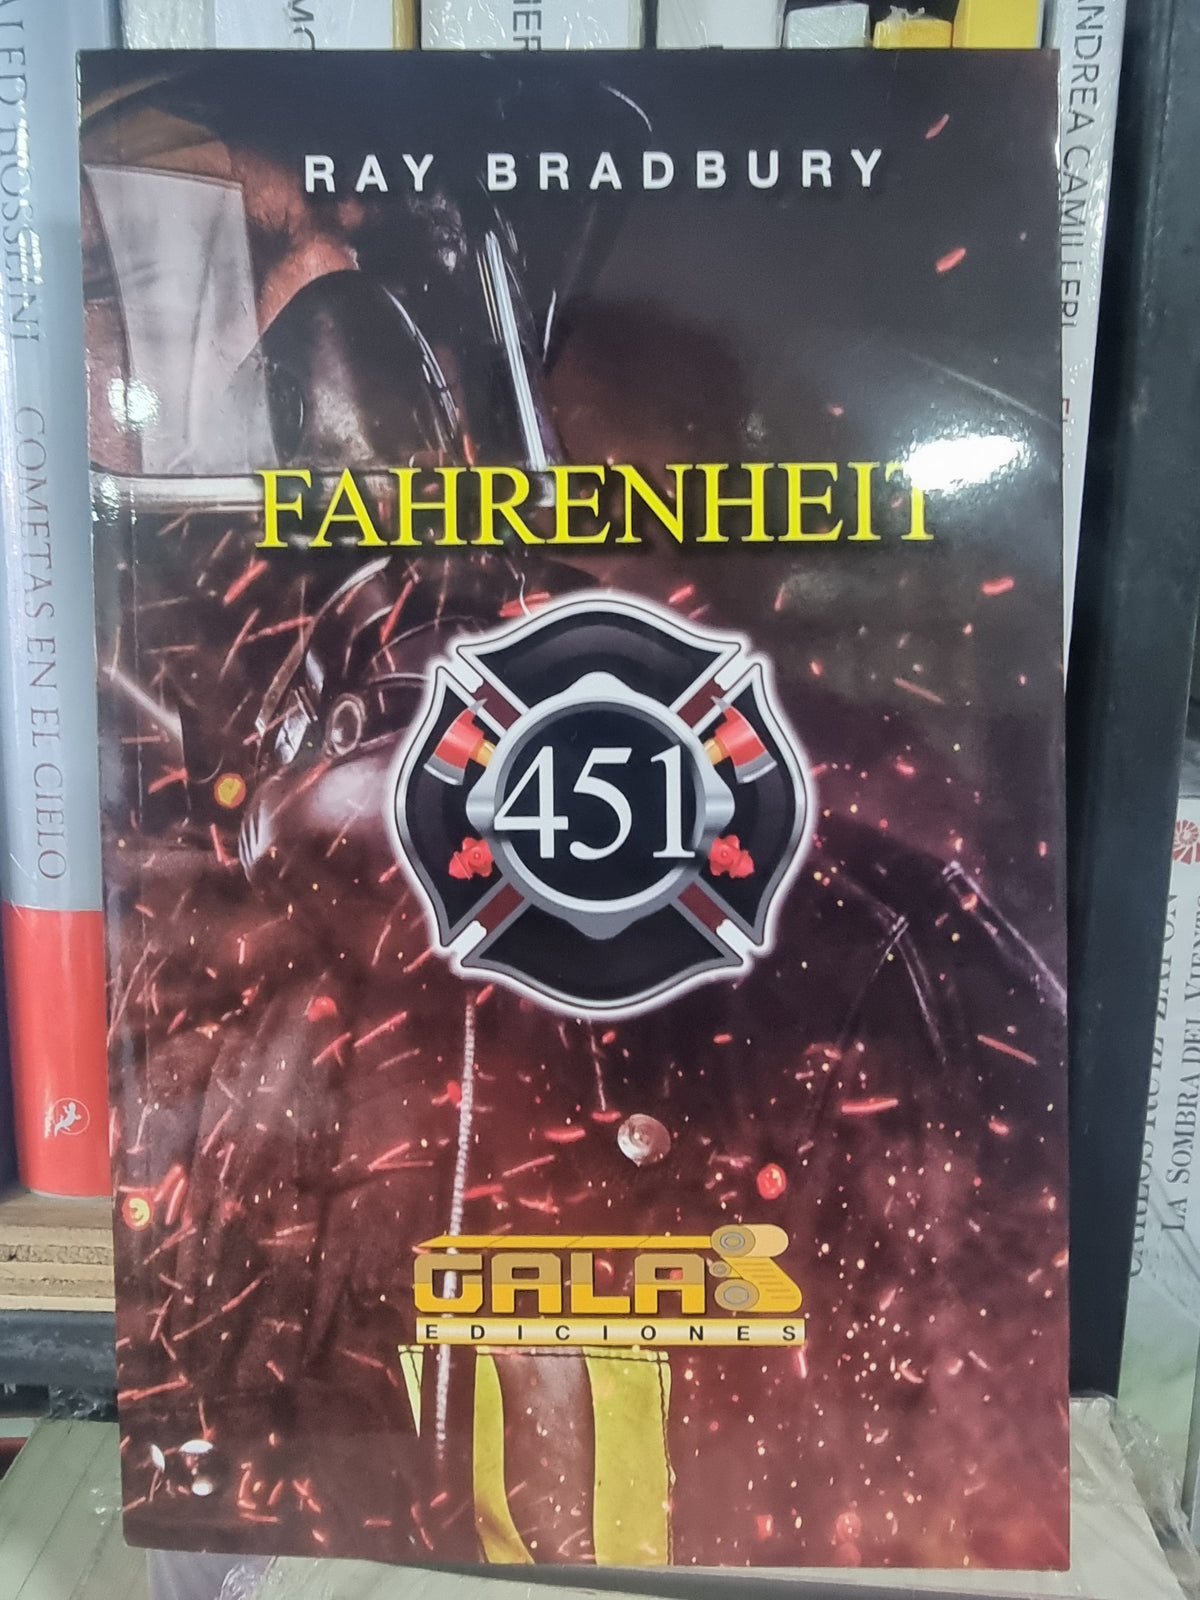 RAY BRADBURY
FAHRENHEIT
451
GALAS
EDICIONES
COMETAS EN EL CIELO
ANDREA CAMILLERI
LA SOMBRA DEL VIENTO